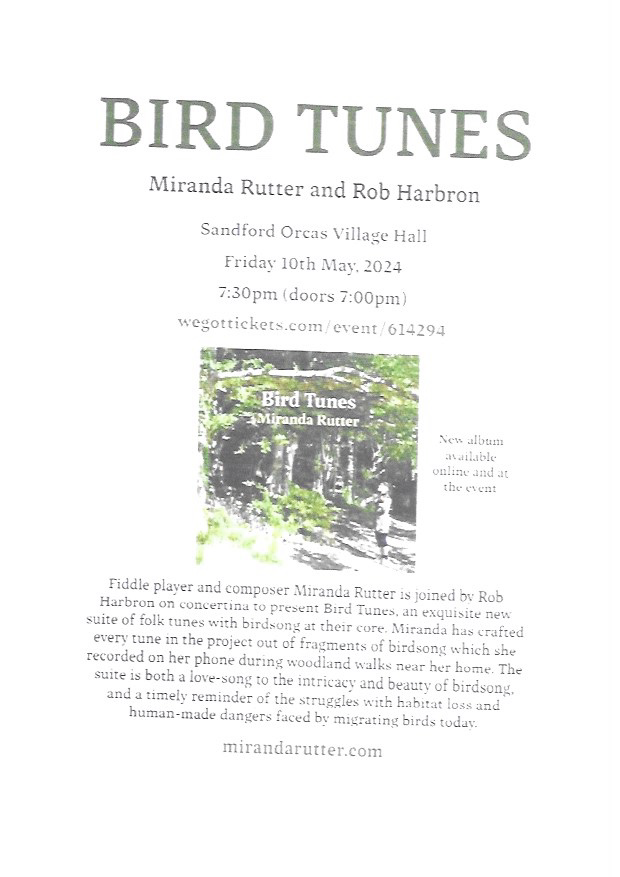 BIRD TUNES
Miranda Rutter and Rob Harbron
Sandford Orcas Village Hall
Friday 10th May, 2024
7:30pm (doors 7:00pm)
wegottickets.com/event/614294
Bird Tunes
Miranda Rutter
New album
available
online and at
the event
Fiddle player and composer Miranda Rutter is joined by Rob
Harbron on concertina to present Bird Tunes, an exquisite new
suite of folk tunes with birdsong at their core. Miranda has crafted
every tune in the project out of fragments of birdsong which she
recorded on her phone during woodland walks near her home. The
suite is both a love-song to the intricacy and beauty of birdsong,
and a timely reminder of the struggles with habitat loss and
human-made dangers faced by migrating birds today.
mirandarutter.com